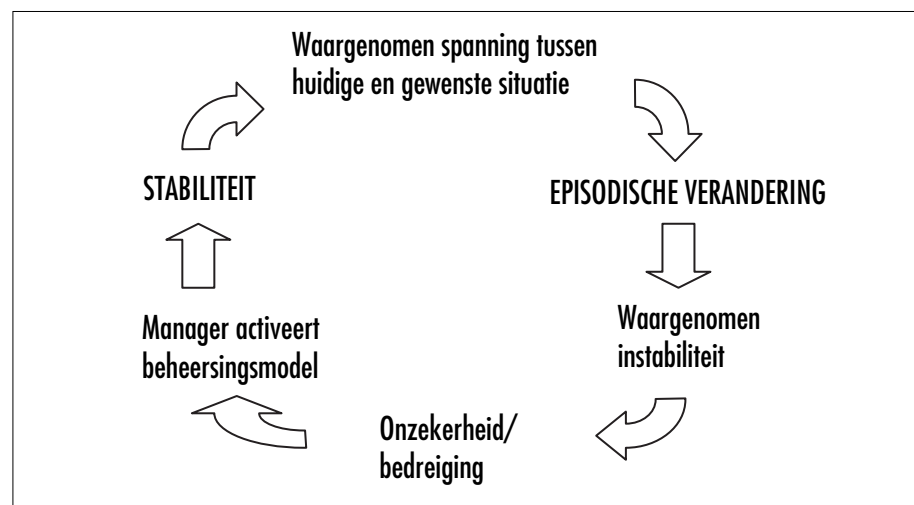 Waargenomen spanning tussen
huidige en gewenste situatie
STABILITEIT
EPISODISCHE VERANDERING
Manager activeert
beheersingsmodel
Waargenomen
instabiliteit
Onzekerheid/
bedreiging